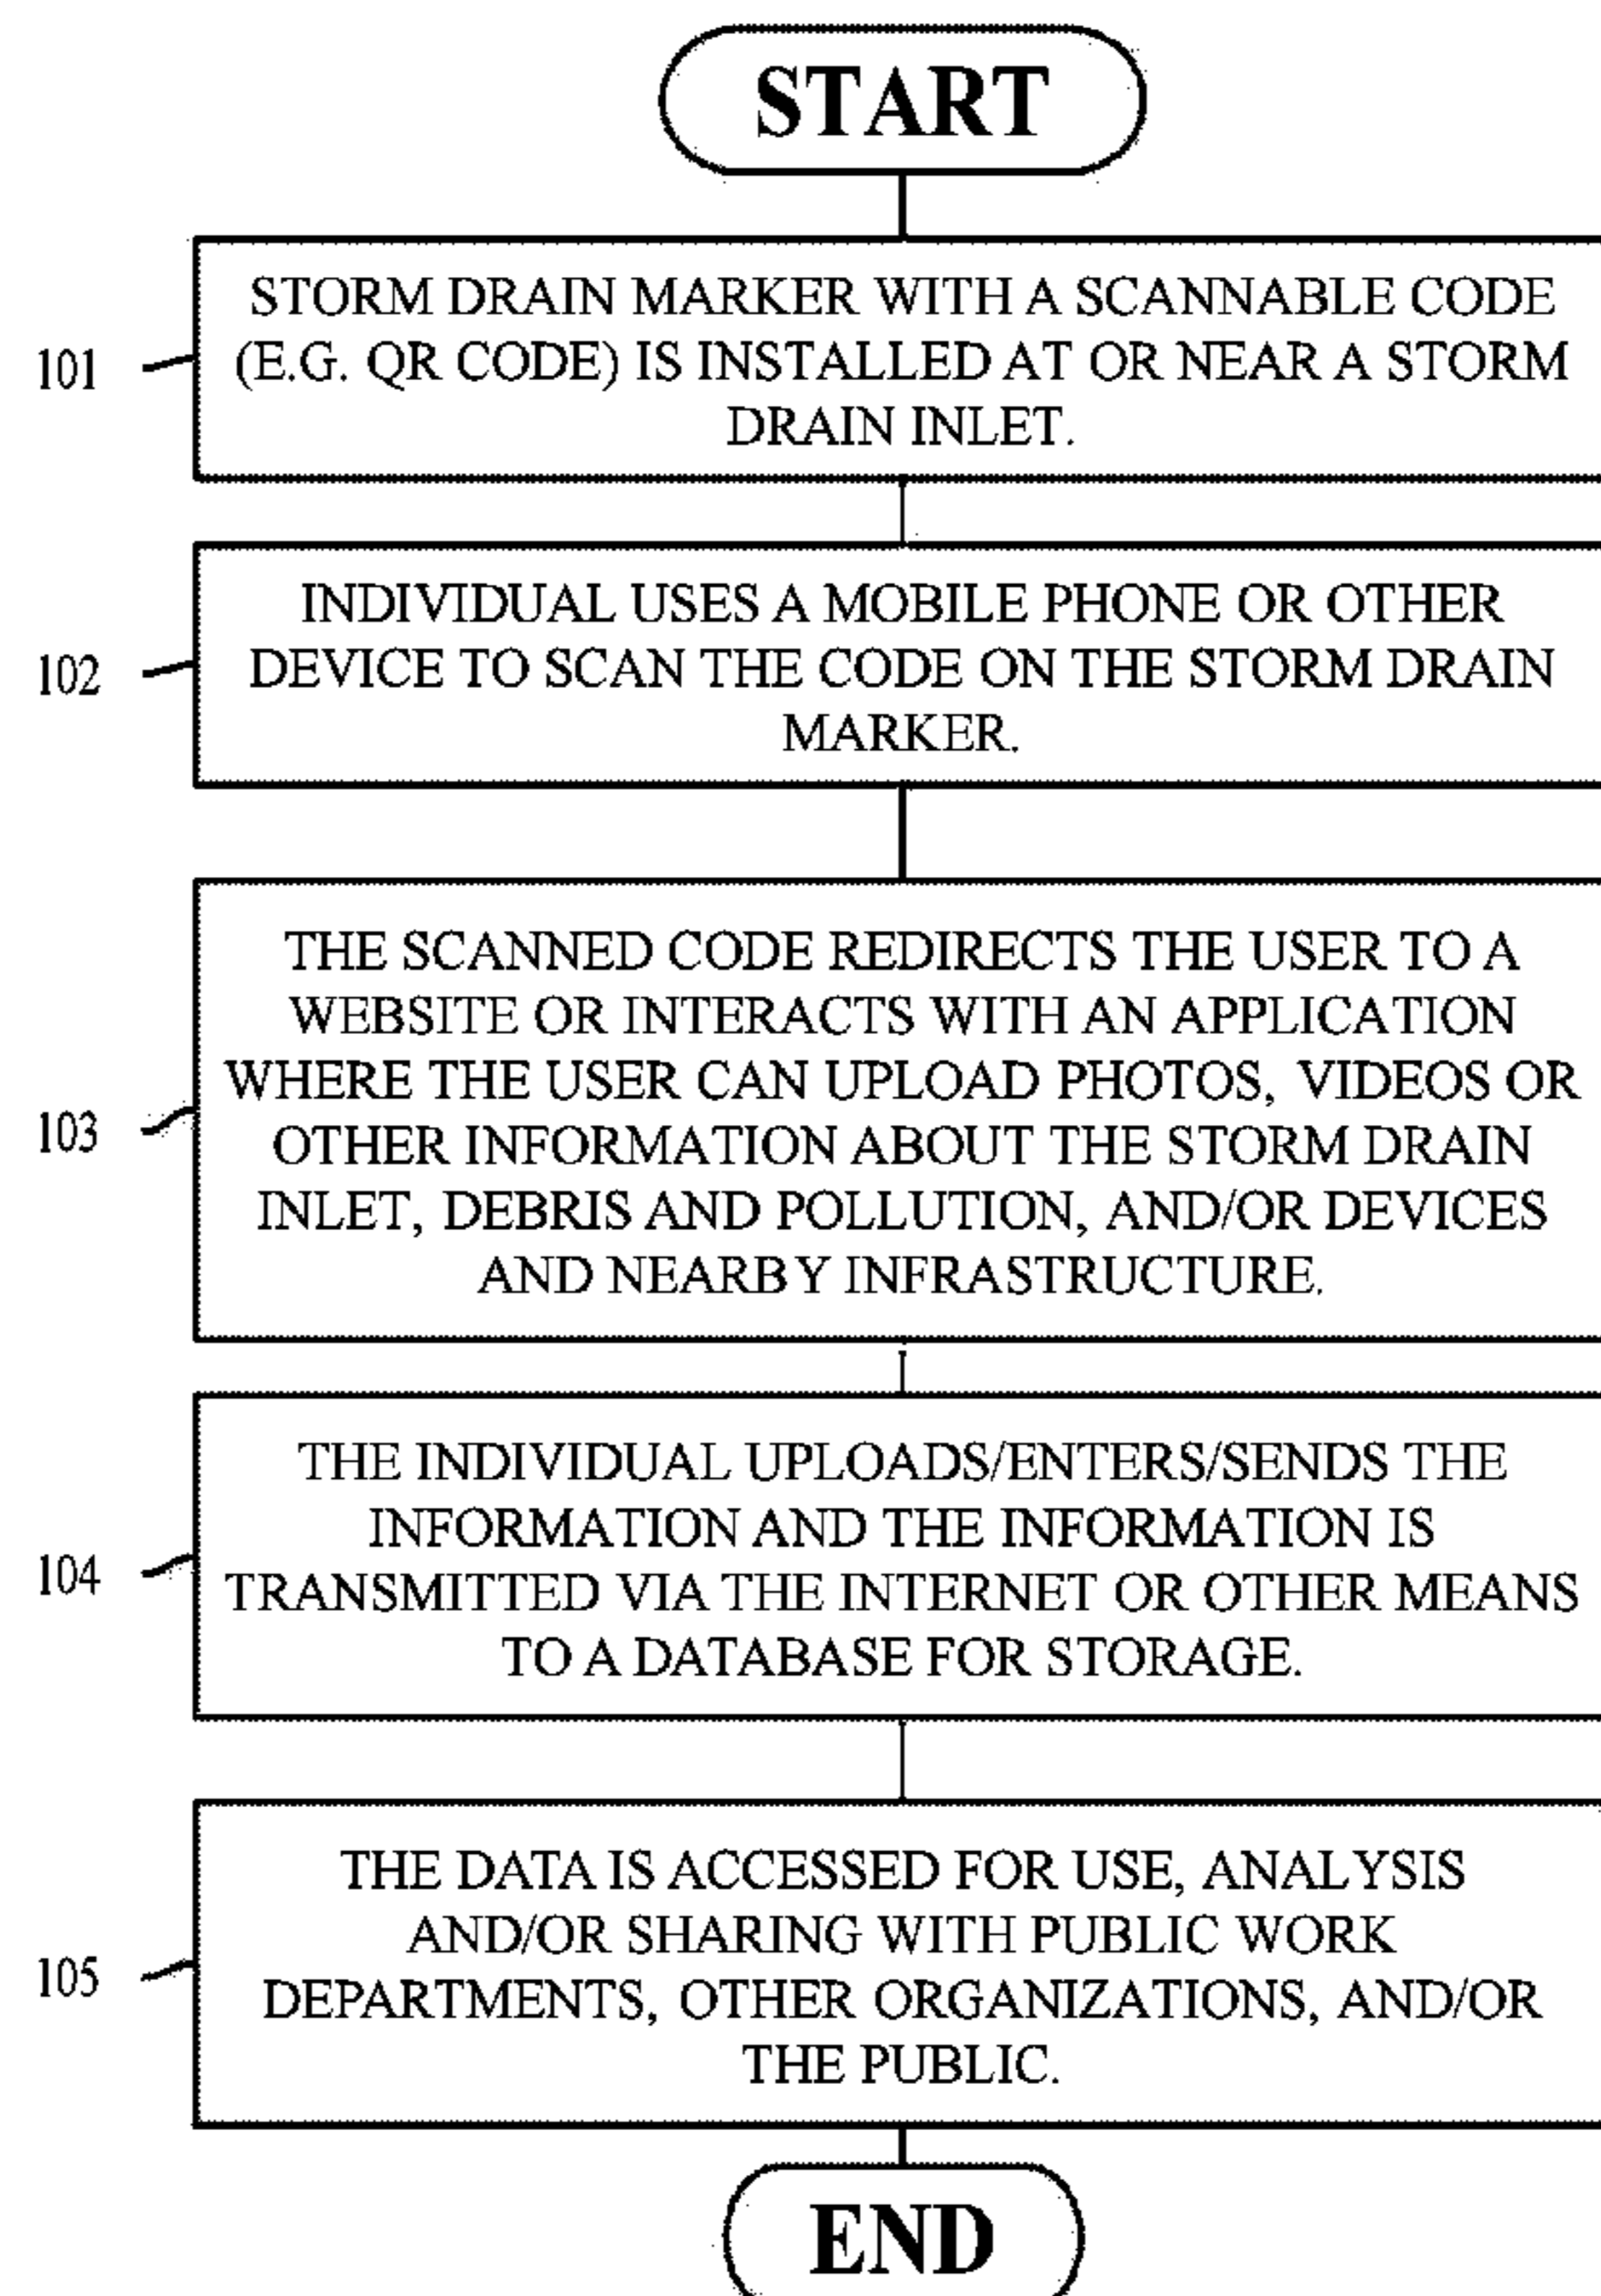 START
STORM DRAIN MARKER WITH A SCANNABLE CODE
101
(E.G. QR CODE) IS INSTALLED AT OR NEAR A STORM
DRAIN INLET.
INDIVIDUAL USES A MOBILE PHONE OR OTHER
102
DEVICE TO SCAN THE CODE ON THE STORM DRAIN
MARKER.
THE SCANNED CODE REDIRECTS THE USER TO A
WEBSITE OR INTERACTS WITH AN APPLICATION
WHERE THE USER CAN UPLOAD PHOTOS, VIDEOS OR
103
OTHER INFORMATION ABOUT THE STORM DRAIN
INLET, DEBRIS AND POLLUTION, AND/OR DEVICES
AND NEARBY INFRASTRUCTURE.
THE INDIVIDUAL UPLOADS/ENTERS/SENDS THE
INFORMATION AND THE INFORMATION IS
104
TRANSMITTED VIA THE INTERNET OR OTHER MEANS
TO A DATABASE FOR STORAGE.
THE DATA IS ACCESSED FOR USE, ANALYSIS
AND/OR SHARING WITH PUBLIC WORK
105
DEPARTMENTS, OTHER ORGANIZATIONS, AND/OR
THE PUBLIC.
END